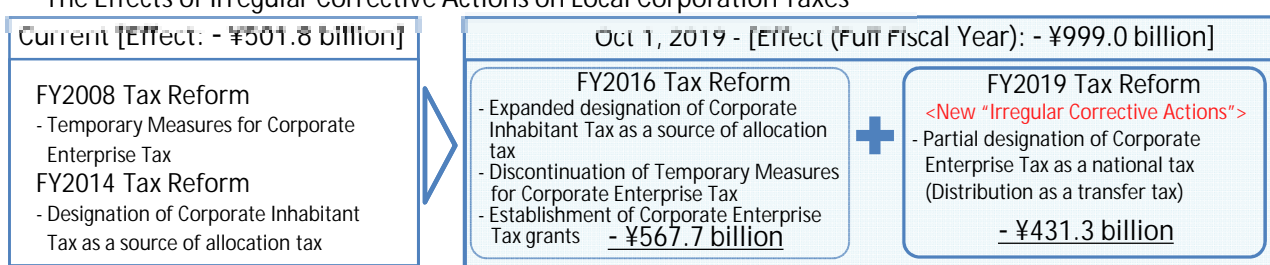 The Effects of Irregular Corrective Actions on Local Corporation Taxes
Current [Effect: - ¥501.8 billion]
FY2008 Tax Reform
- Temporary Measures for Corporate
Enterprise Tax
FY2014 Tax Reform
- Designation of Corporate Inhabitant
Tax as a source of allocation tax
Oct 1, 2019 - [Effect (Full Fiscal Year): - ¥999.0 billion]
FY2016 Tax Reform
- Expanded designation of Corporate
Inhabitant Tax as a source of allocation
tax
- Discontinuation of Temporary Measures
for Corporate Enterprise Tax
- Establishment of Corporate Enterprise
Tax grants - ¥567.7 billion
FY2019 Tax Reform
<New "Irregular Corrective Actions">
- Partial designation of Corporate
Enterprise Tax as a national tax
(Distribution as a transfer tax)
- ¥431.3 billion